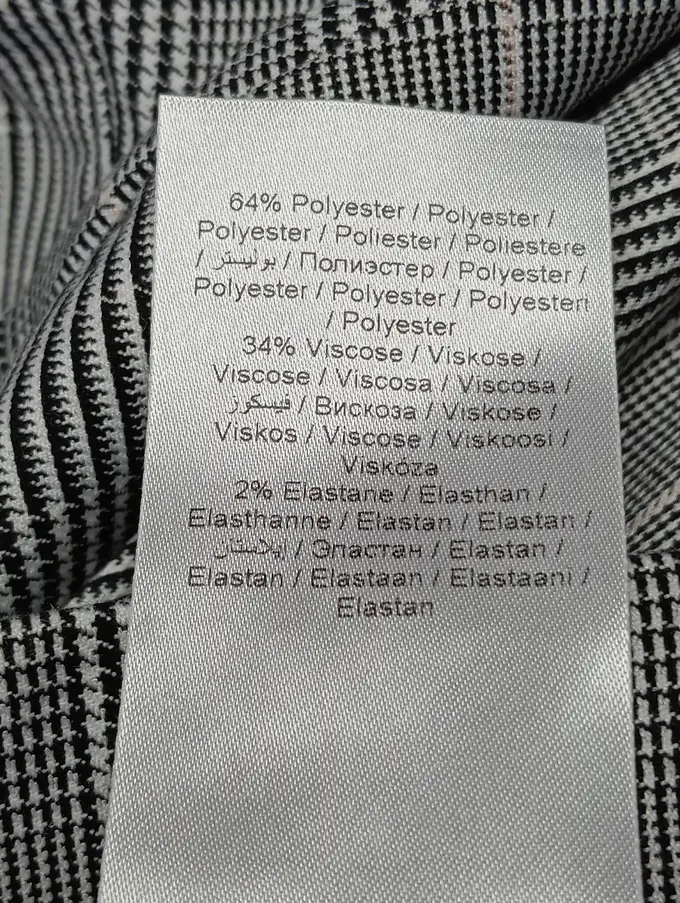 64% Polyester / Polyester /
Polyester / Poliester / Poliestere
/ بوليستر / Полиэстер / Polyester /
Polyester / Polyester / Polyesteri
/ Polyester
34% Viscose / Viskose /
Viscose / Viscosa / Viscosa /
فيسكوز / Вискоза / Viskose /
Viskos / Viscose / Viskoosi /
Viskóza
2% Elastane / Elasthan /
Elasthanne / Elastan / Elastan /
إيلاستان / Эластан / Elastan /
Elastan / Elastaan / Elastaani /
Elastan